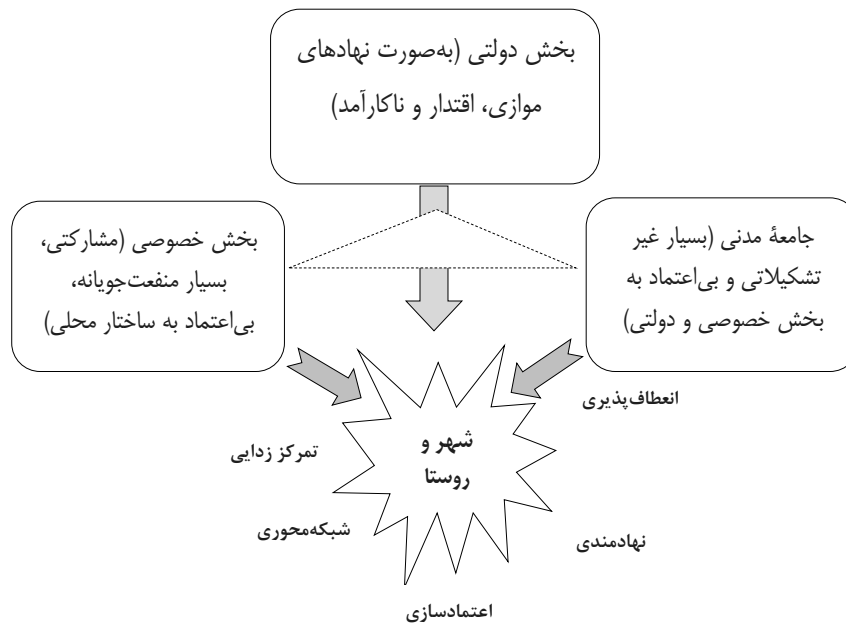 بخش دولتی (به‌صورت نهادهای
موازی، اقتدار و ناکارآمد)
جامعهٔ مدنی (بسیار غیر
تشکیلاتی و بی‌اعتماد به
بخش خصوصی و دولتی)
بخش خصوصی (مشارکتی،
بسیار منفعت‌جویانه،
بی‌اعتماد به ساختار محلی)
انعطاف‌پذیری
شهر و
روستا
تمرکز زدایی
شبکه‌محوری
نهادمندی
اعتمادسازی